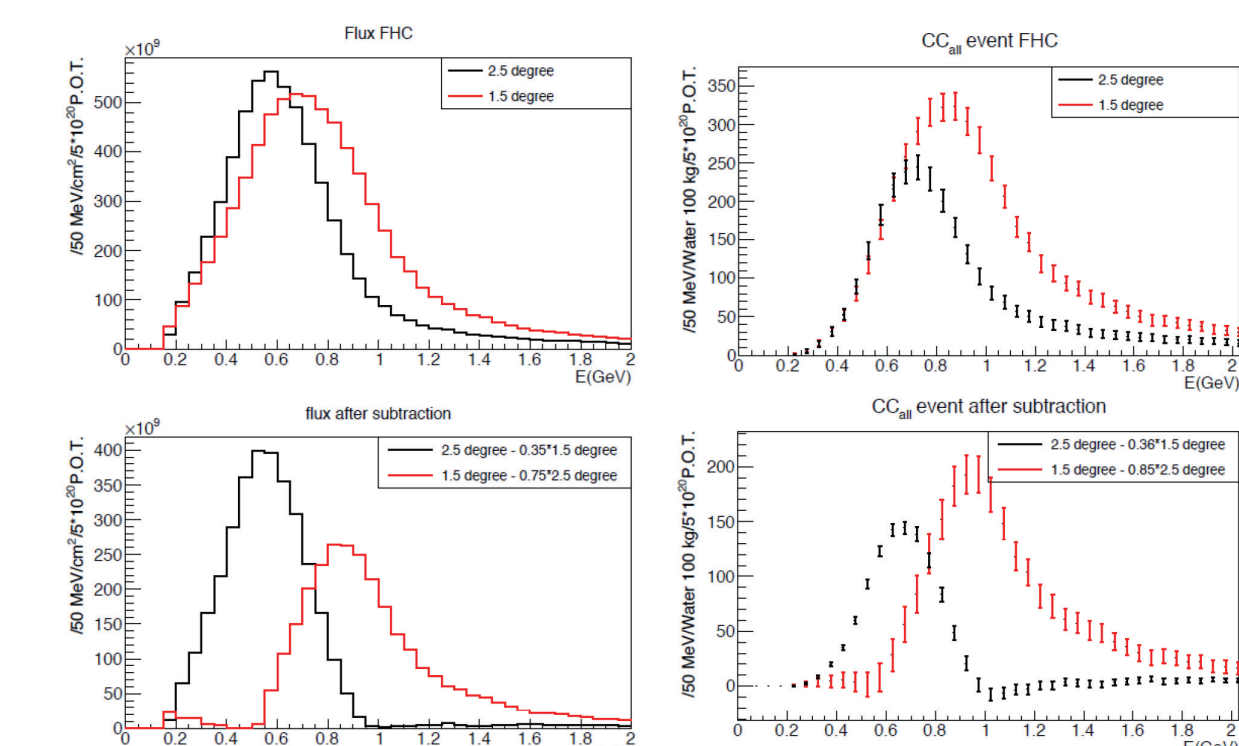 Flux FHC
×10⁹
2.5 degree
1.5 degree
/50 MeV/cm²/5*10²⁰P.O.T.
500
400
300
200
100
0
0 0.2 0.4 0.6 0.8 1 1.2 1.4 1.6 1.8 2
E(GeV)
CCall event FHC
2.5 degree
1.5 degree
/50 MeV/Water 100 kg/5*10²⁰P.O.T.
350
300
250
200
150
100
50
0
0 0.2 0.4 0.6 0.8 1 1.2 1.4 1.6 1.8 2
E(GeV)
flux after subtraction
×10⁹
2.5 degree - 0.35*1.5 degree
1.5 degree - 0.75*2.5 degree
/50 MeV/cm²/5*10²⁰P.O.T.
400
350
300
250
200
150
100
50
0
0 0.2 0.4 0.6 0.8 1 1.2 1.4 1.6 1.8 2
CCall event after subtraction
2.5 degree - 0.36*1.5 degree
1.5 degree - 0.85*2.5 degree
/50 MeV/Water 100 kg/5*10²⁰P.O.T.
200
150
100
50
0
0 0.2 0.4 0.6 0.8 1 1.2 1.4 1.6 1.8 2
E(GeV)